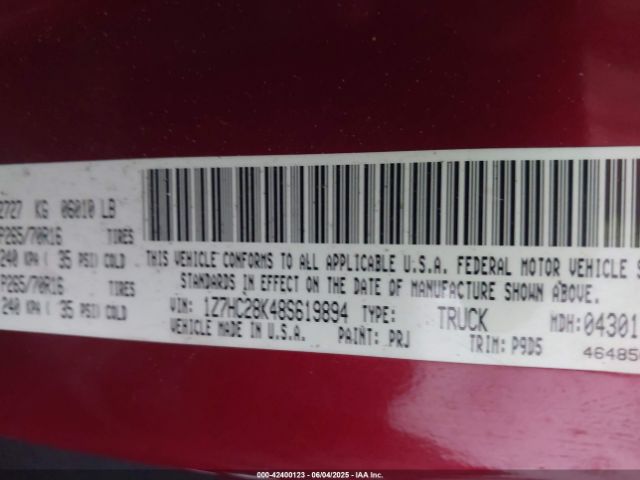 2727 KG 06010 LB
P265/70R16 TIRES
240 KPA ( 35 PSI) COLD
P265/70R16 TIRES
240 KPA ( 35 PSI) COLD
THIS VEHICLE CONFORMS TO ALL APPLICABLE U.S.A. FEDERAL MOTOR VEHICLE
STANDARDS IN EFFECT ON THE DATE OF MANUFACTURE SHOWN ABOVE.
VIN: 1Z7HC28K48S619894 TYPE: TRUCK MDH: 04301
VEHICLE MADE IN U.S.A. PAINT: PRJ TRIM: P9D5
46485
000-42400123 - 06/04/2025 - IAA Inc.